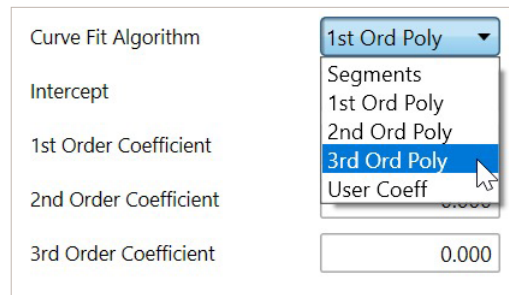 Curve Fit Algorithm
1st Ord Poly
Segments
Intercept
1st Ord Poly
1st Order Coefficient
2nd Ord Poly
3rd Ord Poly
2nd Order Coefficient
User Coeff
3rd Order Coefficient
0.000